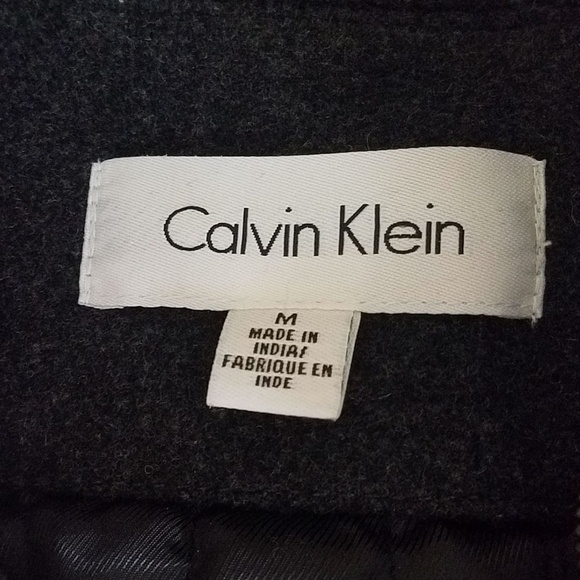 Calvin Klein
M
MADE IN
INDIA/
FABRIQUE EN
INDE